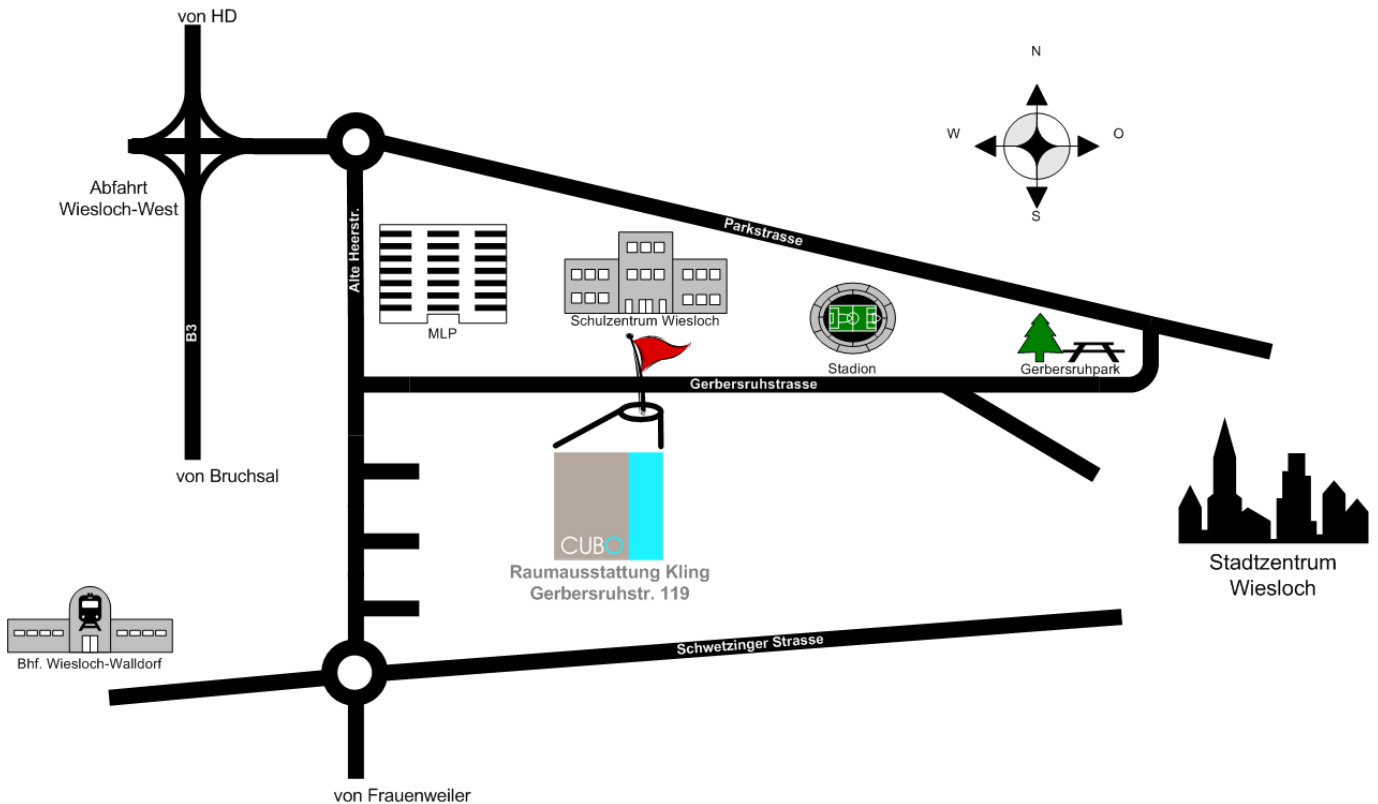 von HD
N
W
O
S
Abfahrt
Wiesloch-West
Alte Heerstr.
Parkstrasse
B3
MLP
Schulzentrum Wiesloch
Stadion
Gerbersruhpark
Gerbersruhstrasse
von Bruchsal
CUBO
Raumausstattung Kling
Gerbersruhstr. 119
Stadtzentrum
Wiesloch
Schwetzinger Strasse
Bhf. Wiesloch-Walldorf
von Frauenweiler